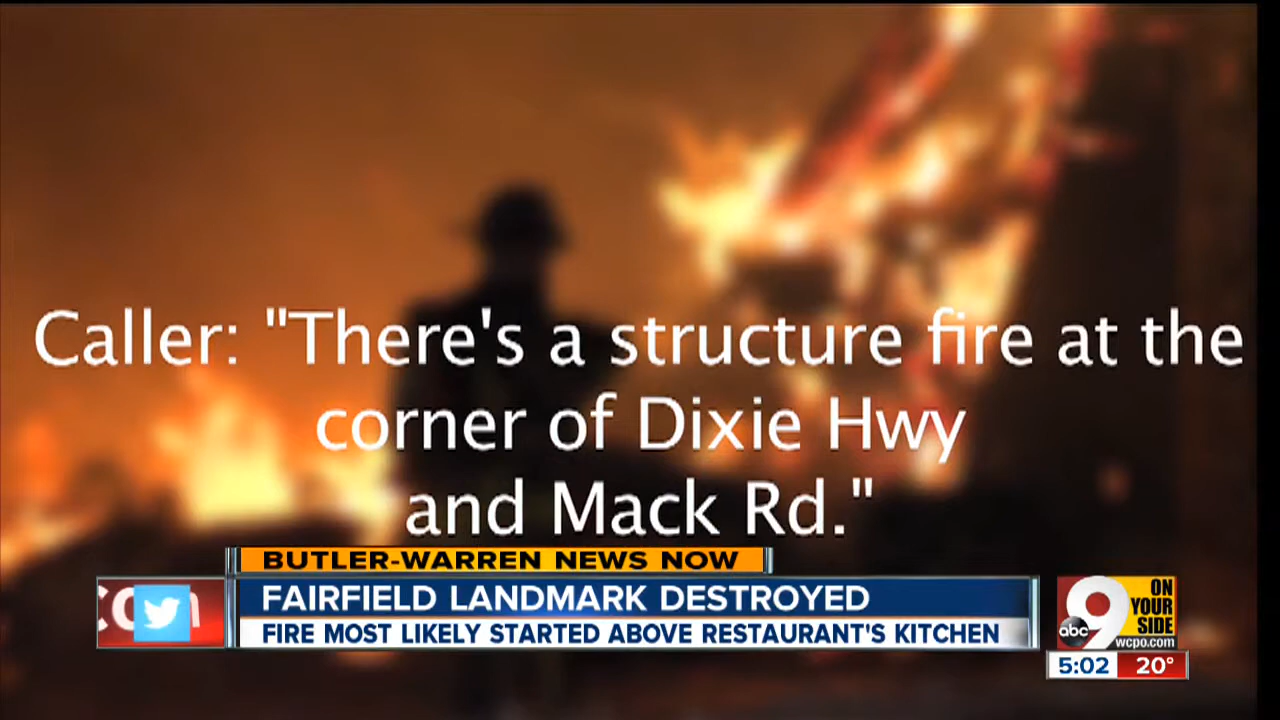 Caller: "There's a structure fire at the
corner of Dixie Hwy
and Mack Rd."
BUTLER-WARREN NEWS NOW
FAIRFIELD LANDMARK DESTROYED
FIRE MOST LIKELY STARTED ABOVE RESTAURANT'S KITCHEN
abc 9 ON YOUR SIDE
wcpo.com
5:02 20°